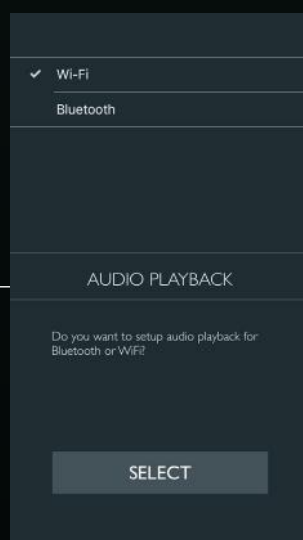 Wi-Fi
Bluetooth
AUDIO PLAYBACK
Do you want to setup audio playback for
Bluetooth or WiFi?
SELECT